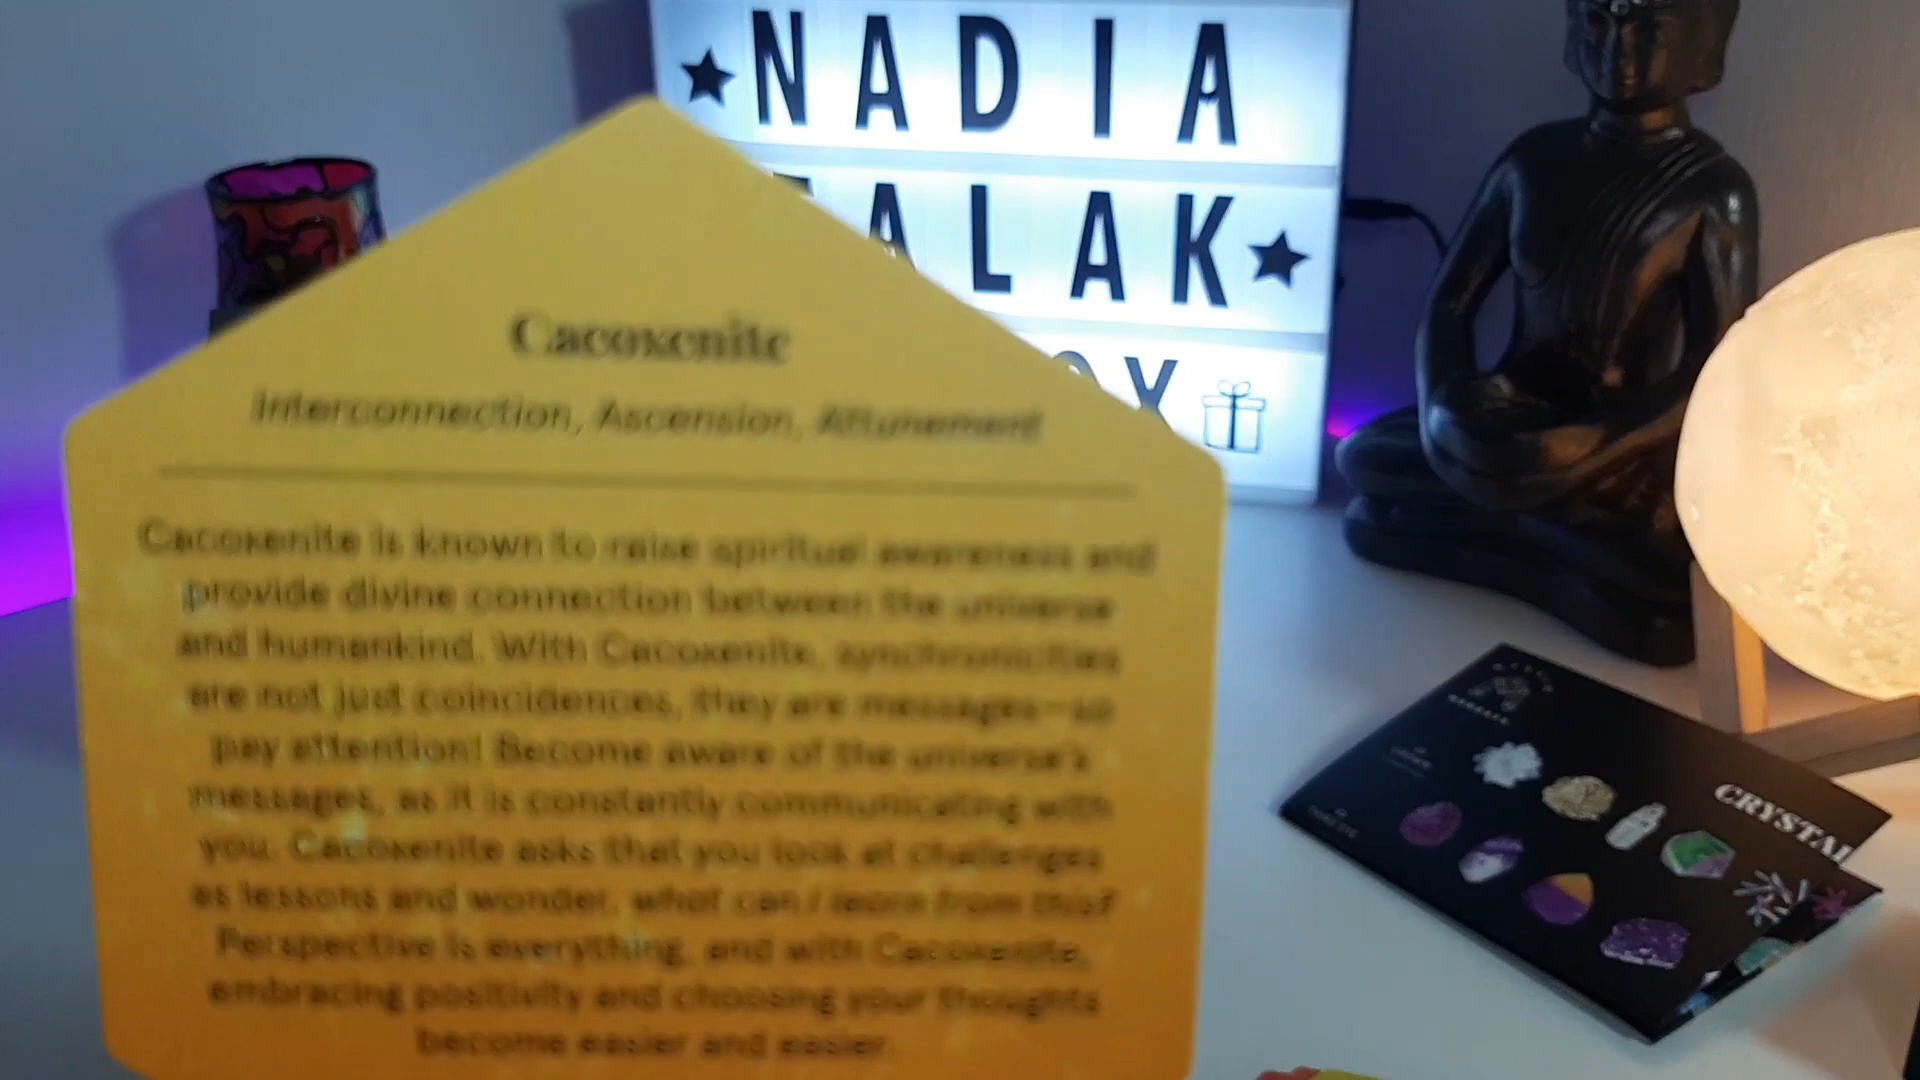 NADIA
ALAK
Y
Cacoxenite
Interconnection, Ascension, Attunement
Cacoxenite is known to raise spiritual awareness and
provide divine connection between the universe
and humankind. With Cacoxenite, synchronicities
are not just coincidences, they are messages—so
pay attention! Become aware of the universe's
messages, as it is constantly communicating with
you. Cacoxenite asks that you look at challenges
as lessons and wonder, what can I learn from this?
Perspective is everything, and with Cacoxenite,
embracing positivity and choosing your thoughts
become easier and easier.
CRYSTAL